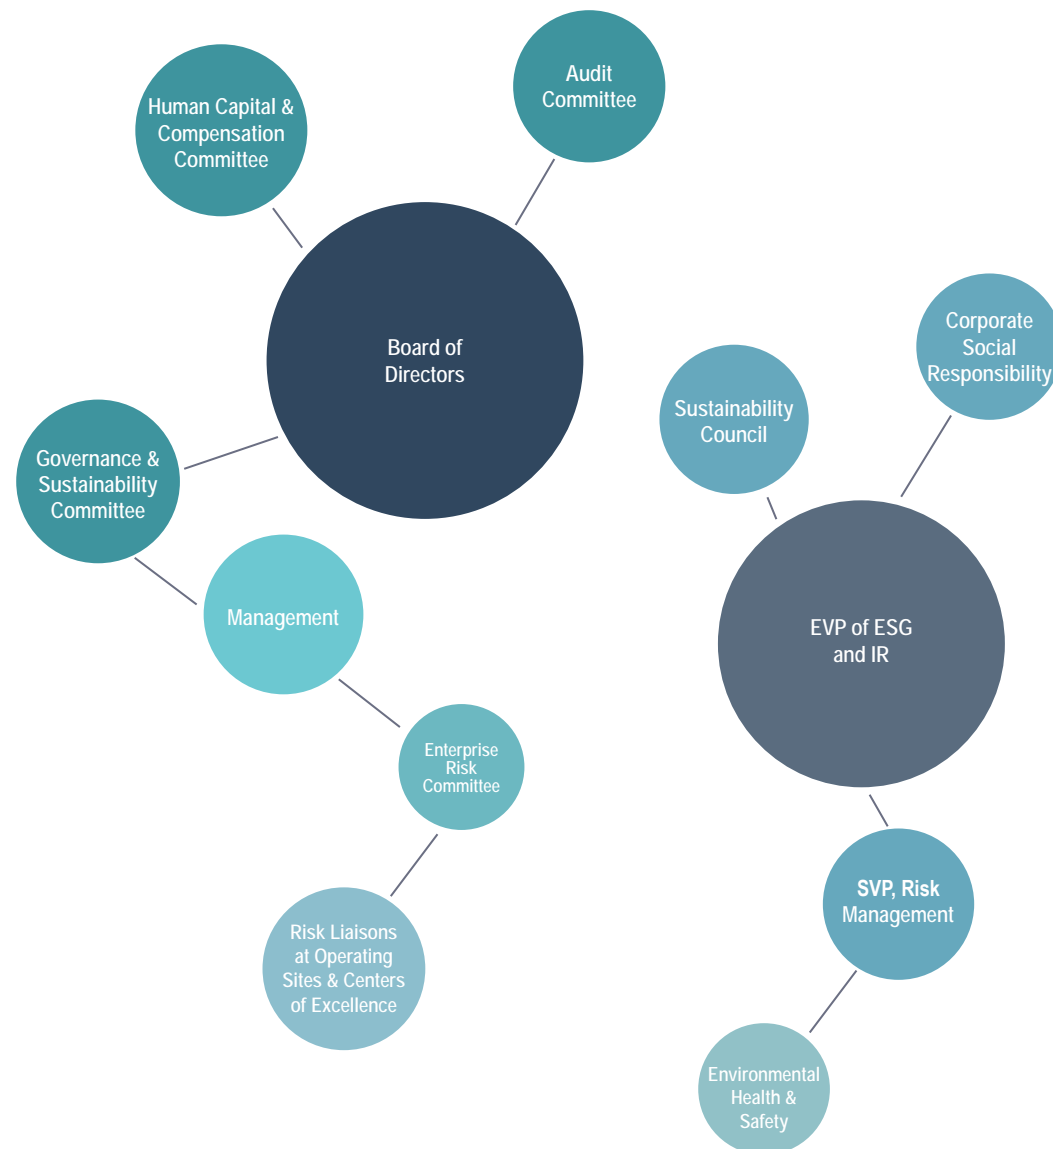 Audit
Committee
Human Capital &
Compensation
Committee
Board of
Directors
Corporate
Social
Responsibility
Sustainability
Council
Governance &
Sustainability
Committee
Management
EVP of ESG
and IR
Enterprise
Risk
Committee
SVP, Risk
Management
Risk Liaisons
at Operating
Sites & Centers
of Excellence
Environmental
Health &
Safety